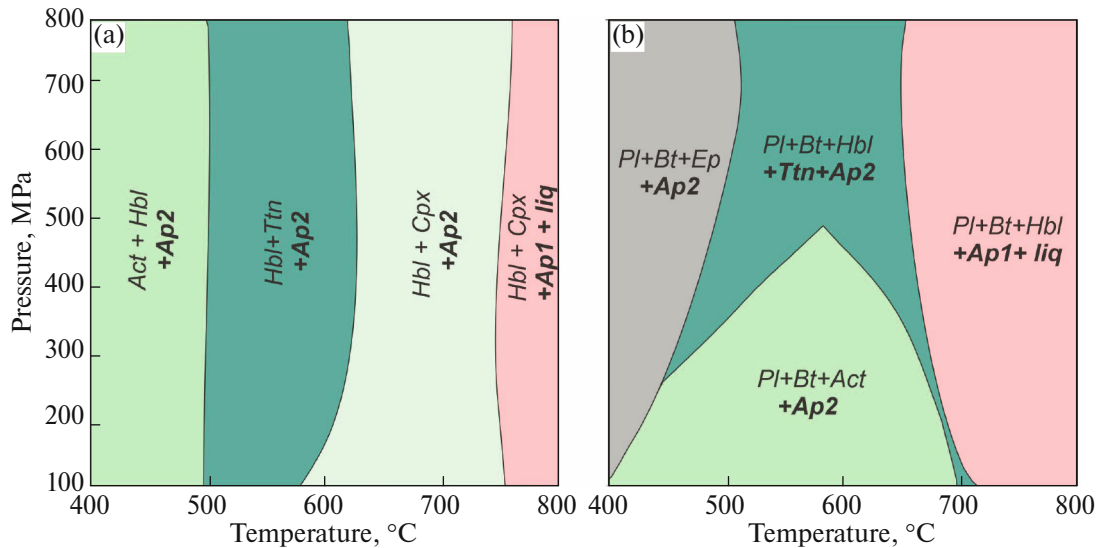 (a)
800
700
600
500
400
300
200
100
Pressure, MPa
Act + Hbl
+Ap2
Hbl+Ttn
+Ap2
Hbl + Cpx
+Ap2
Hbl + Cpx
+Ap1 + liq
400
500
600
700
800
Temperature, °C
(b)
Pl+Bt+Ep
+Ap2
Pl+Bt+Hbl
+Ttn+Ap2
Pl+Bt+Hbl
+Ap1+ liq
Pl+Bt+Act
+Ap2
400
500
600
700
800
Temperature, °C